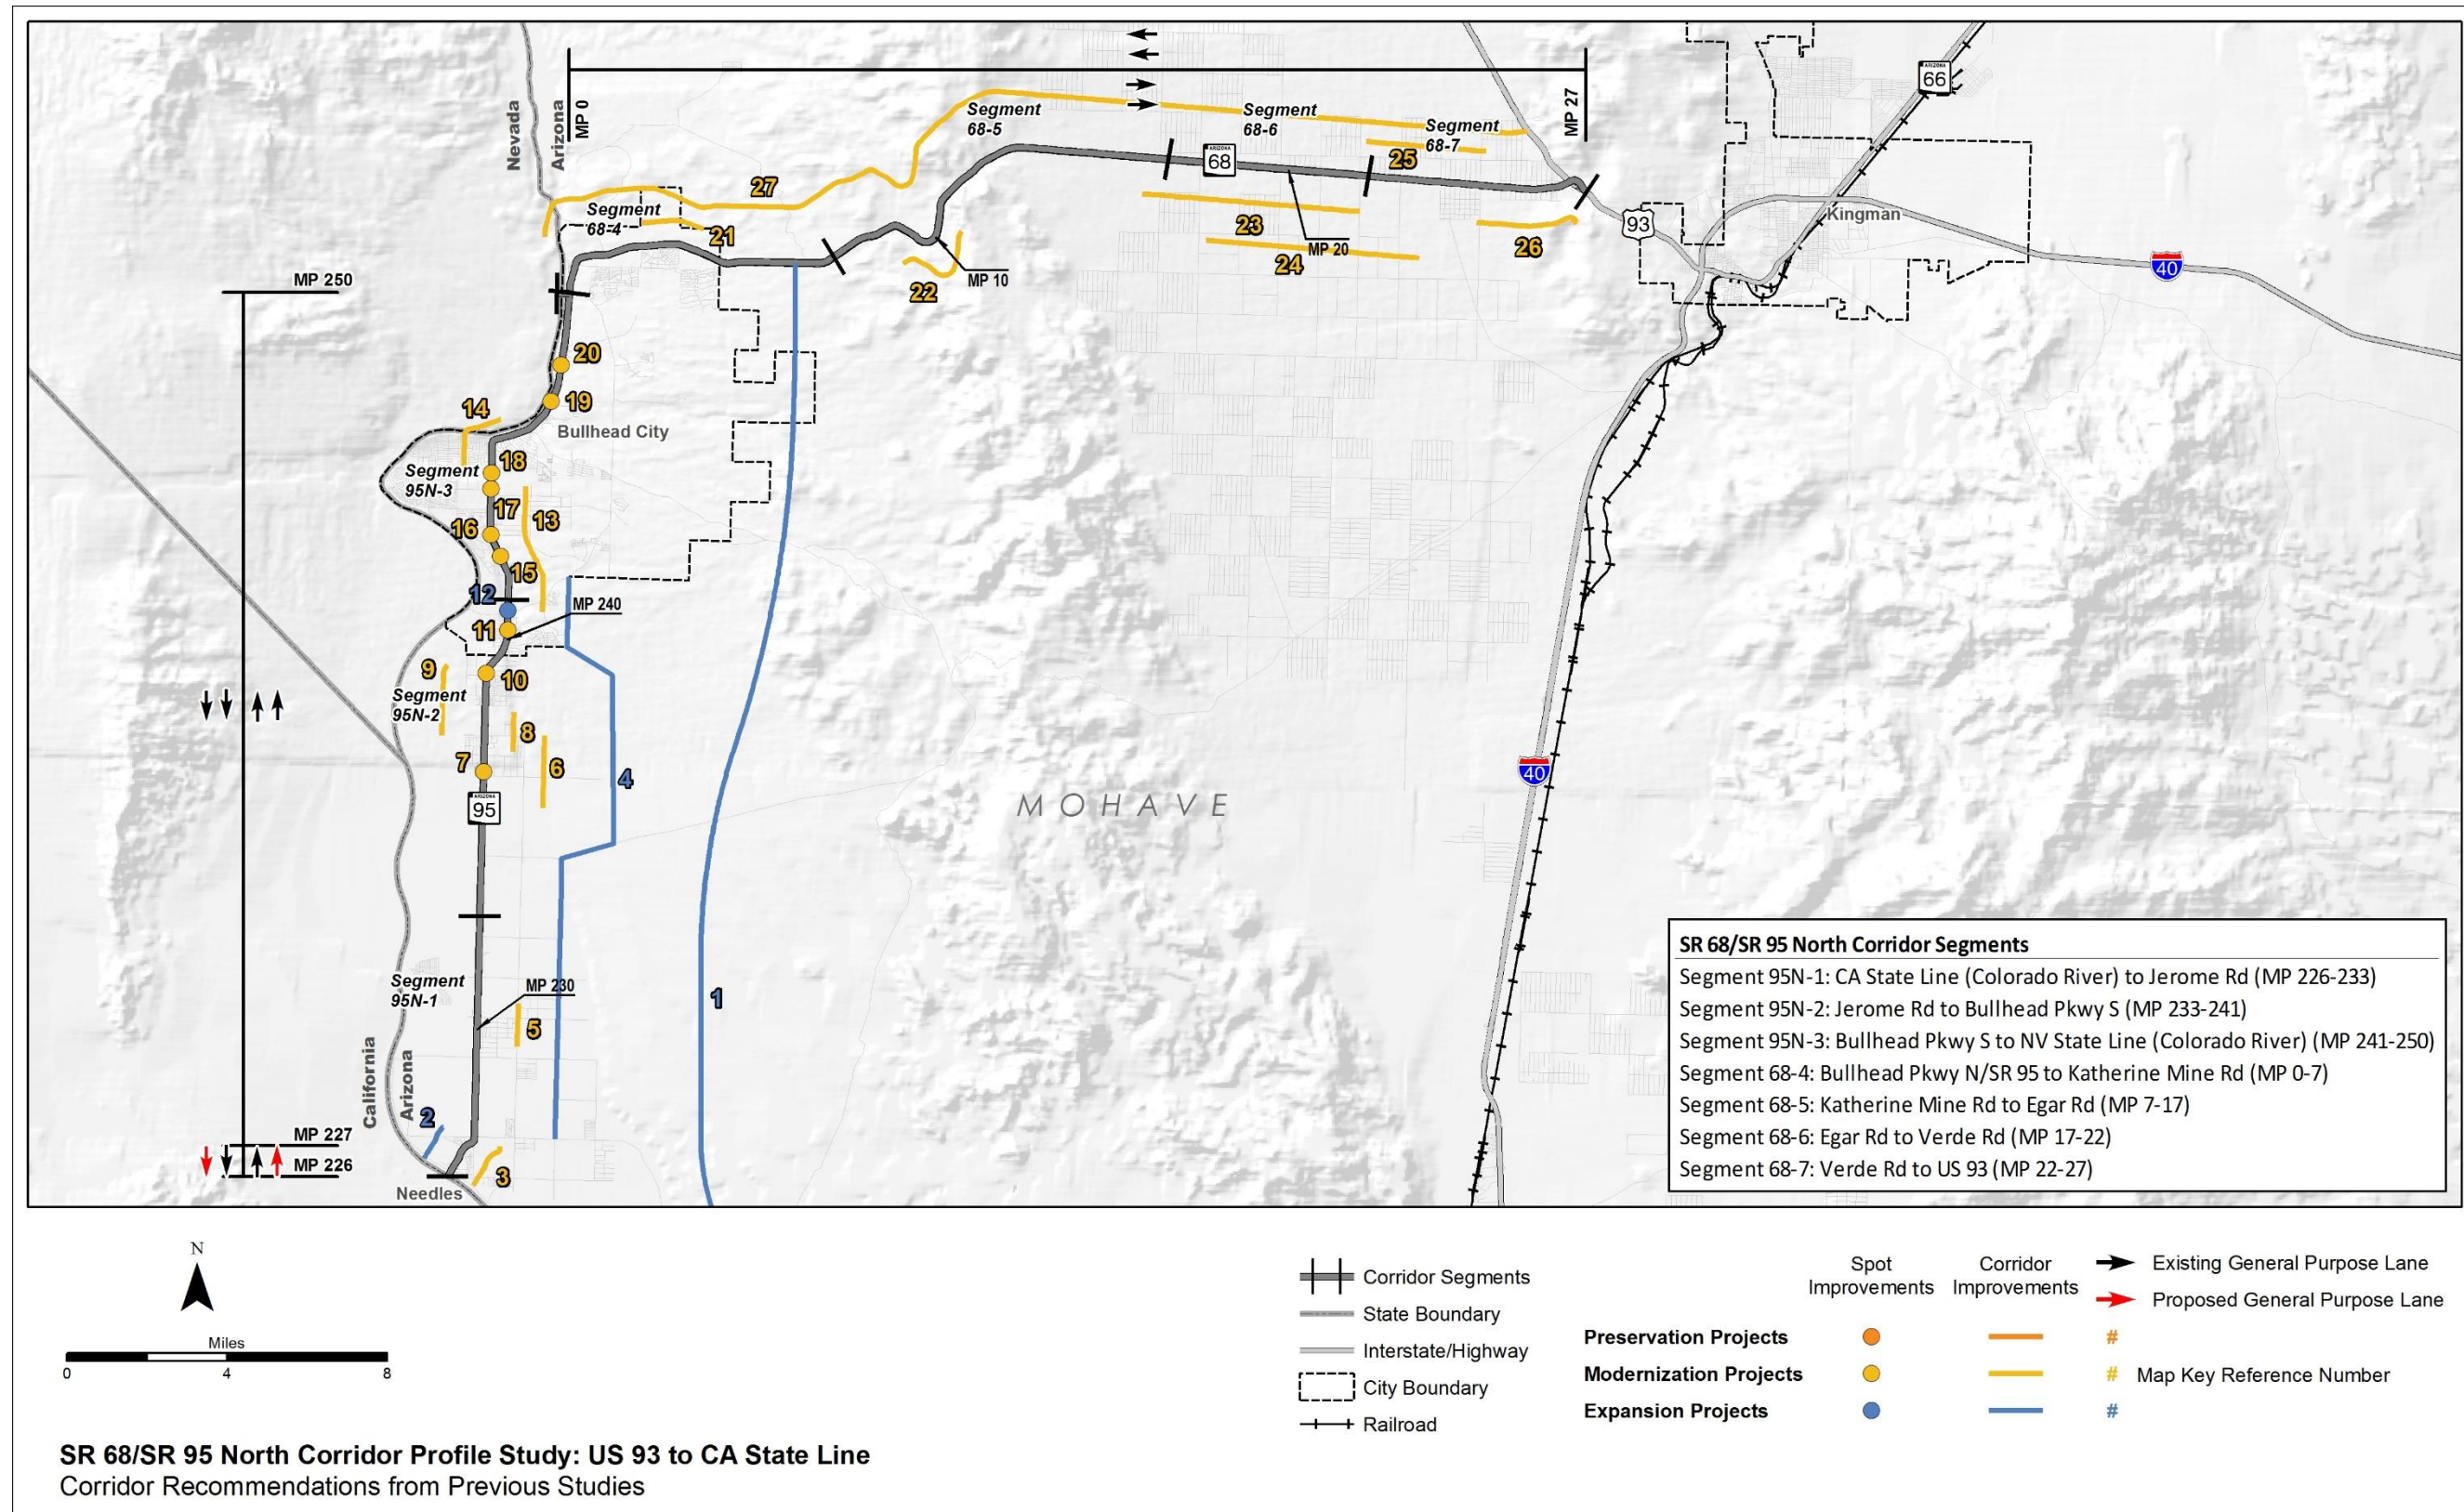 ARIZONA
66
MP 0
MP 27
Nevada
Arizona
Segment
68-5
Segment
68-6
Segment
68-7
25
ARIZONA
68
27
Segment
68-4
21
23
MP 20
24
26
93
Kingman
40
MP 10
22
MP 250
20
19
14
Bullhead City
18
Segment
95N-3
17
13
16
15
12
MP 240
11
9
10
Segment
95N-2
8
7
6
4
40
ARIZONA
95
MOHAVE
Segment
95N-1
MP 230
1
5
California
Arizona
2
MP 227
MP 226
3
Needles
SR 68/SR 95 North Corridor Segments
Segment 95N-1: CA State Line (Colorado River) to Jerome Rd (MP 226-233)
Segment 95N-2: Jerome Rd to Bullhead Pkwy S (MP 233-241)
Segment 95N-3: Bullhead Pkwy S to NV State Line (Colorado River) (MP 241-250)
Segment 68-4: Bullhead Pkwy N/SR 95 to Katherine Mine Rd (MP 0-7)
Segment 68-5: Katherine Mine Rd to Egar Rd (MP 7-17)
Segment 68-6: Egar Rd to Verde Rd (MP 17-22)
Segment 68-7: Verde Rd to US 93 (MP 22-27)
N
Miles
0 4 8
Corridor Segments
State Boundary
Interstate/Highway
City Boundary
Railroad
Spot
Improvements
Corridor
Improvements
Existing General Purpose Lane
Proposed General Purpose Lane
Preservation Projects #
Modernization Projects # Map Key Reference Number
Expansion Projects #
SR 68/SR 95 North Corridor Profile Study: US 93 to CA State Line
Corridor Recommendations from Previous Studies